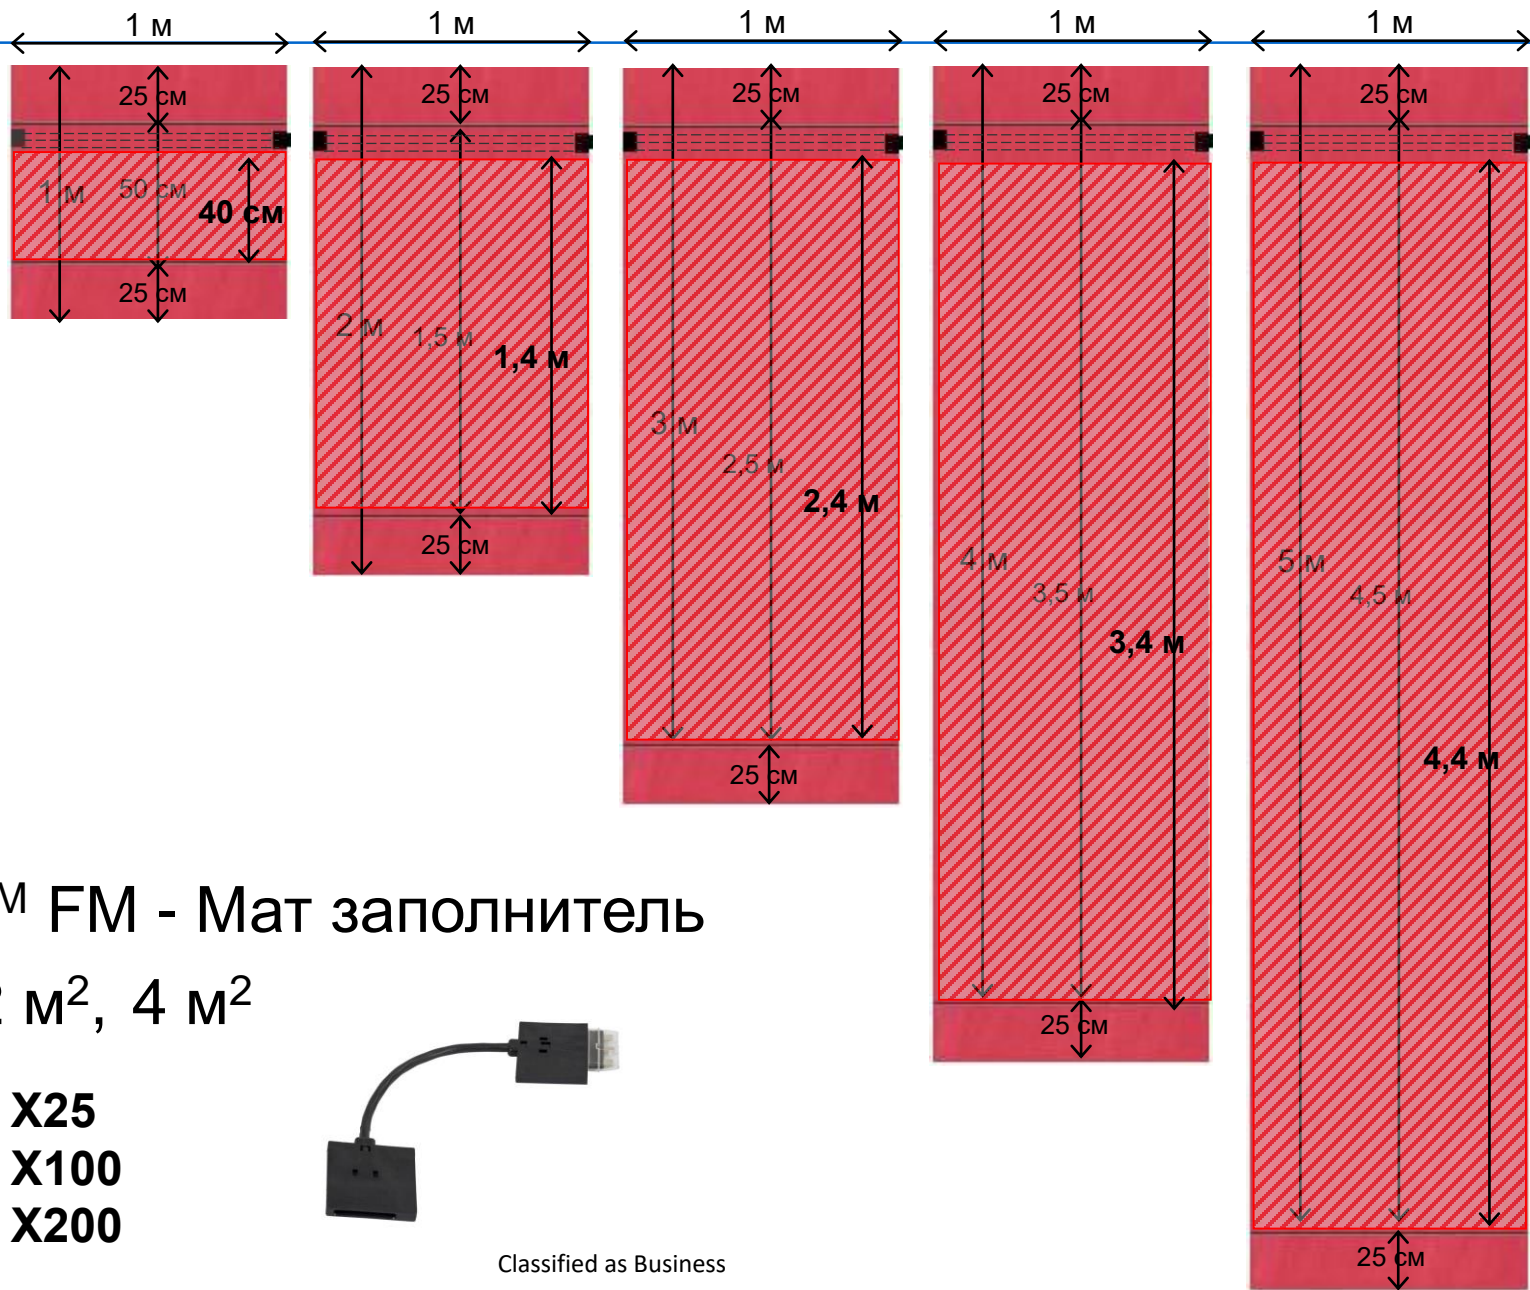 1 м
1 м
1 м
1 м
1 м
25 см
25 см
25 см
25 см
25 см
1 м
50 см
40 см
25 см
2 м
1,5 м
1,4 м
25 см
3 м
2,5 м
2,4 м
25 см
4 м
3,5 м
3,4 м
25 см
5 м
4,5 м
4,4 м
25 см
M FM - Мат заполнитель
2 м², 4 м²
X25
X100
X200
Classified as Business